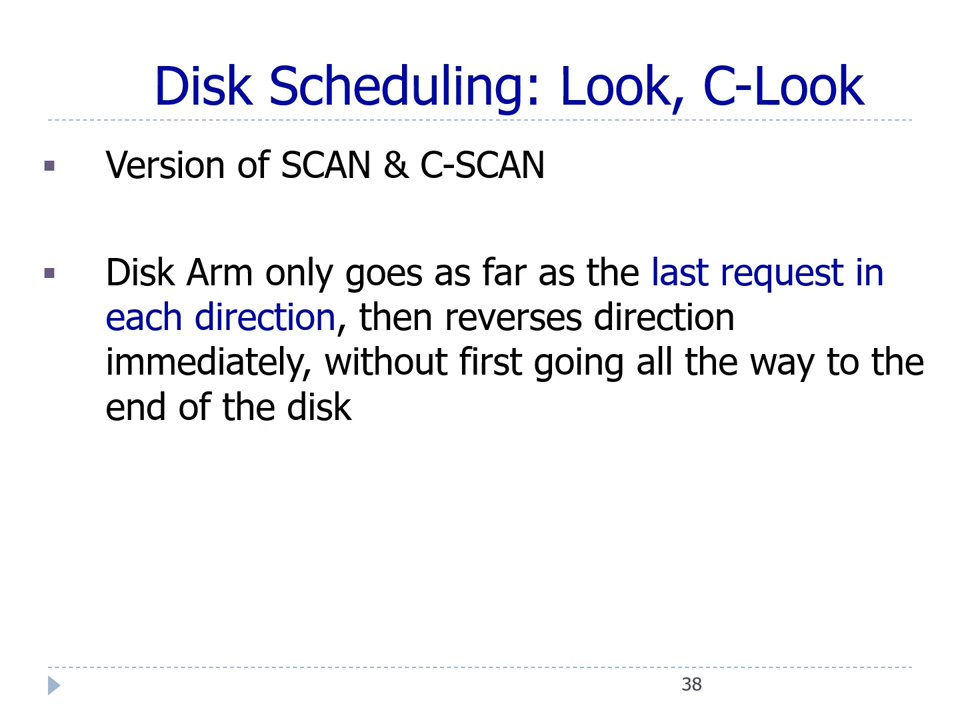 Disk Scheduling: Look, C-Look
▪ Version of SCAN & C-SCAN
▪ Disk Arm only goes as far as the last request in
each direction, then reverses direction
immediately, without first going all the way to the
end of the disk
38